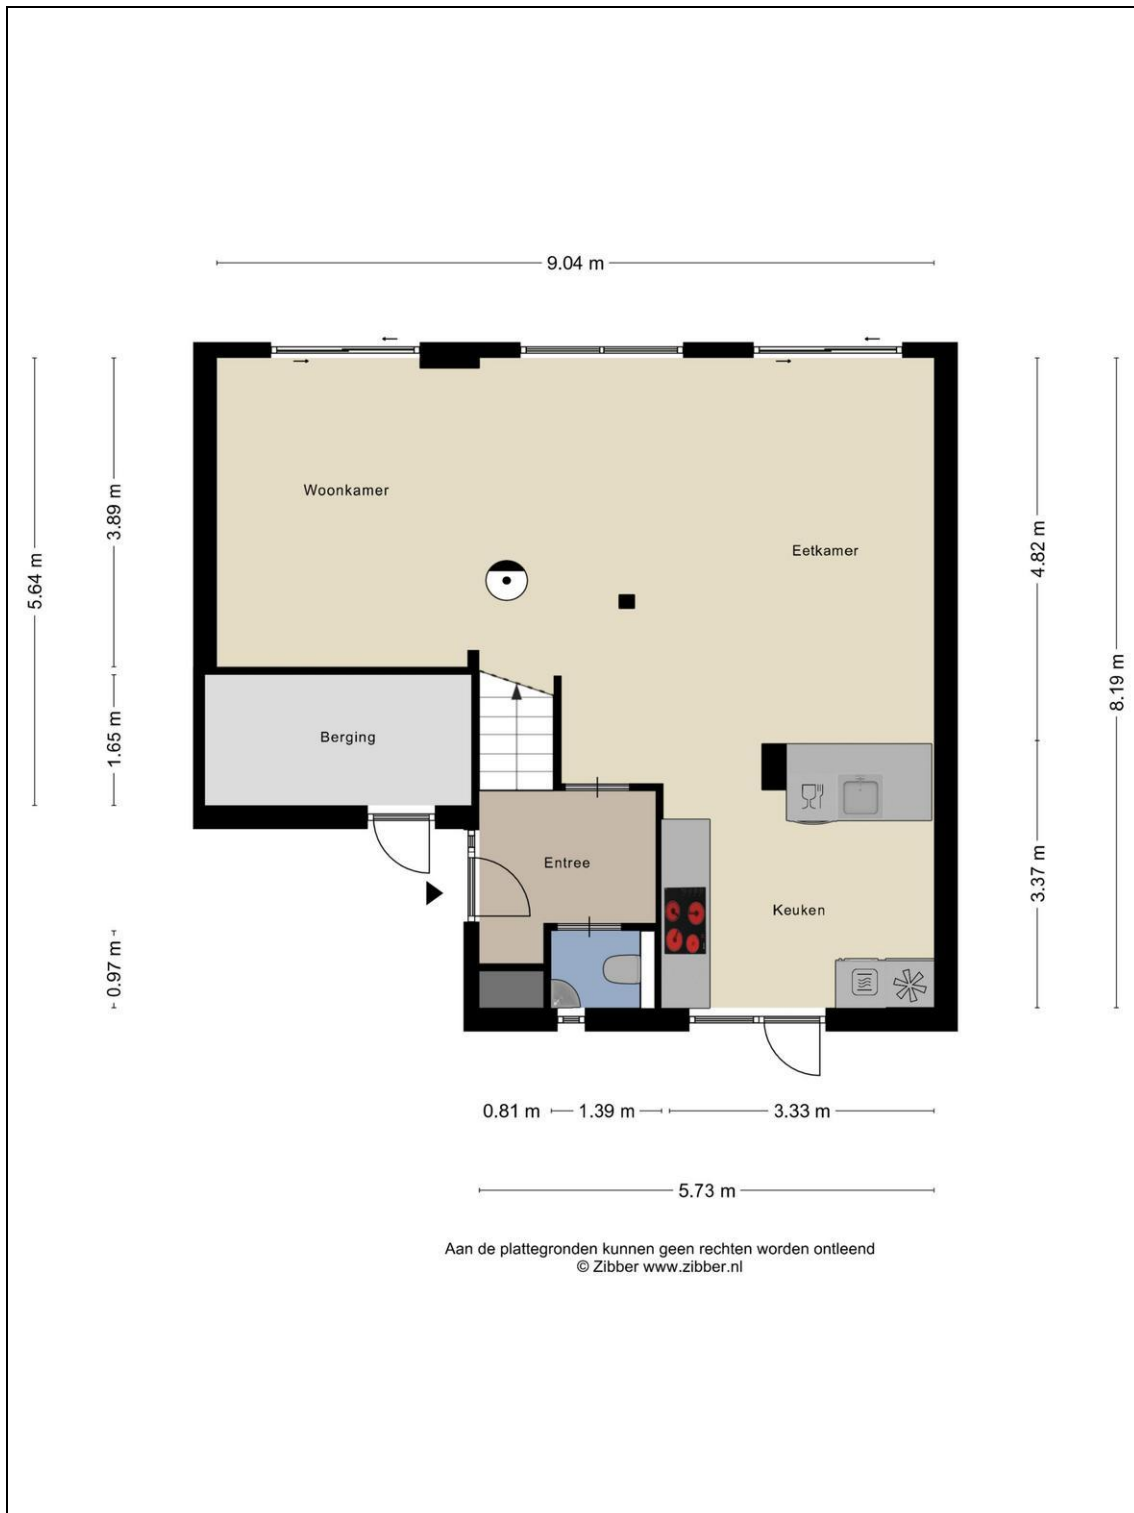 9.04 m
Woonkamer
3.89 m
Eetkamer
4.82 m
5.64 m
8.19 m
Berging
1.65 m
Entree
3.37 m
Keuken
0.97 m
0.81 m
1.39 m
3.33 m
5.73 m
Aan de plattegronden kunnen geen rechten worden ontleend
© Zibber www.zibber.nl